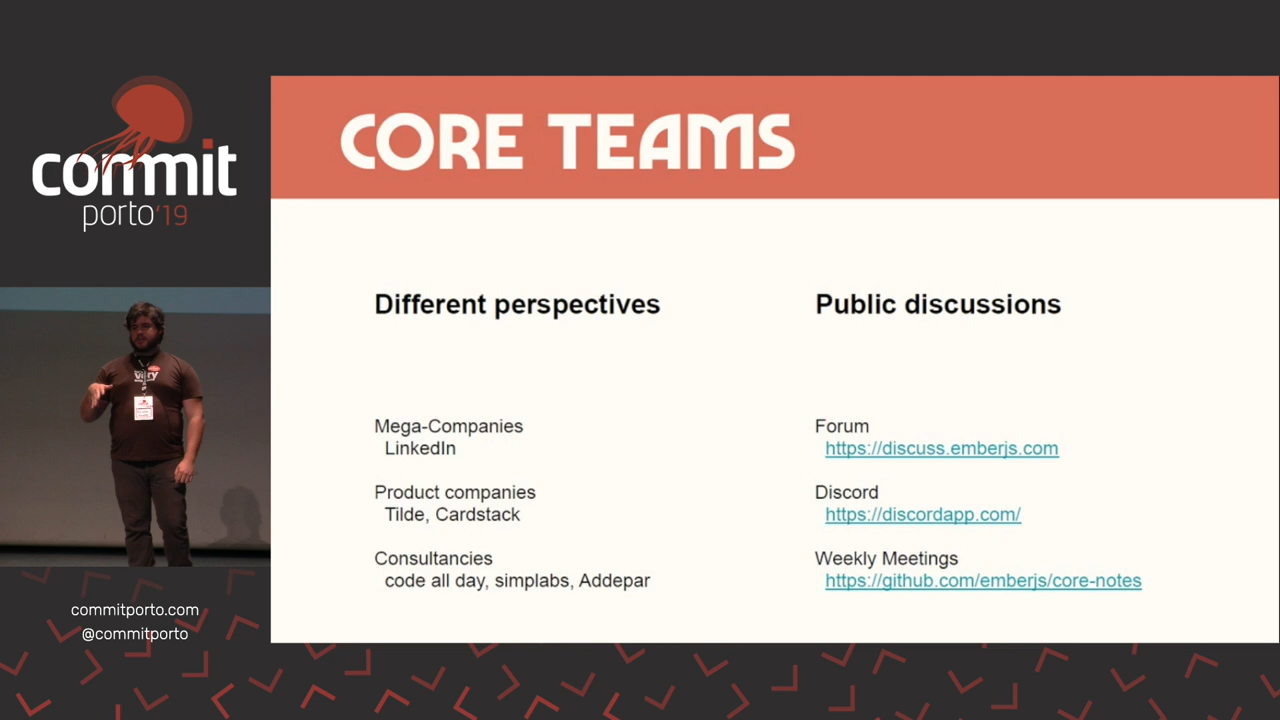 commit
porto'19
CORE TEAMS
Different perspectives
Mega-Companies
LinkedIn
Product companies
Tilde, Cardstack
Consultancies
code all day, simplabs, Addepar
Public discussions
Forum
https://discuss.emberjs.com
Discord
https://discordapp.com/
Weekly Meetings
https://github.com/emberjs/core-notes
commitporto.com
@commitporto